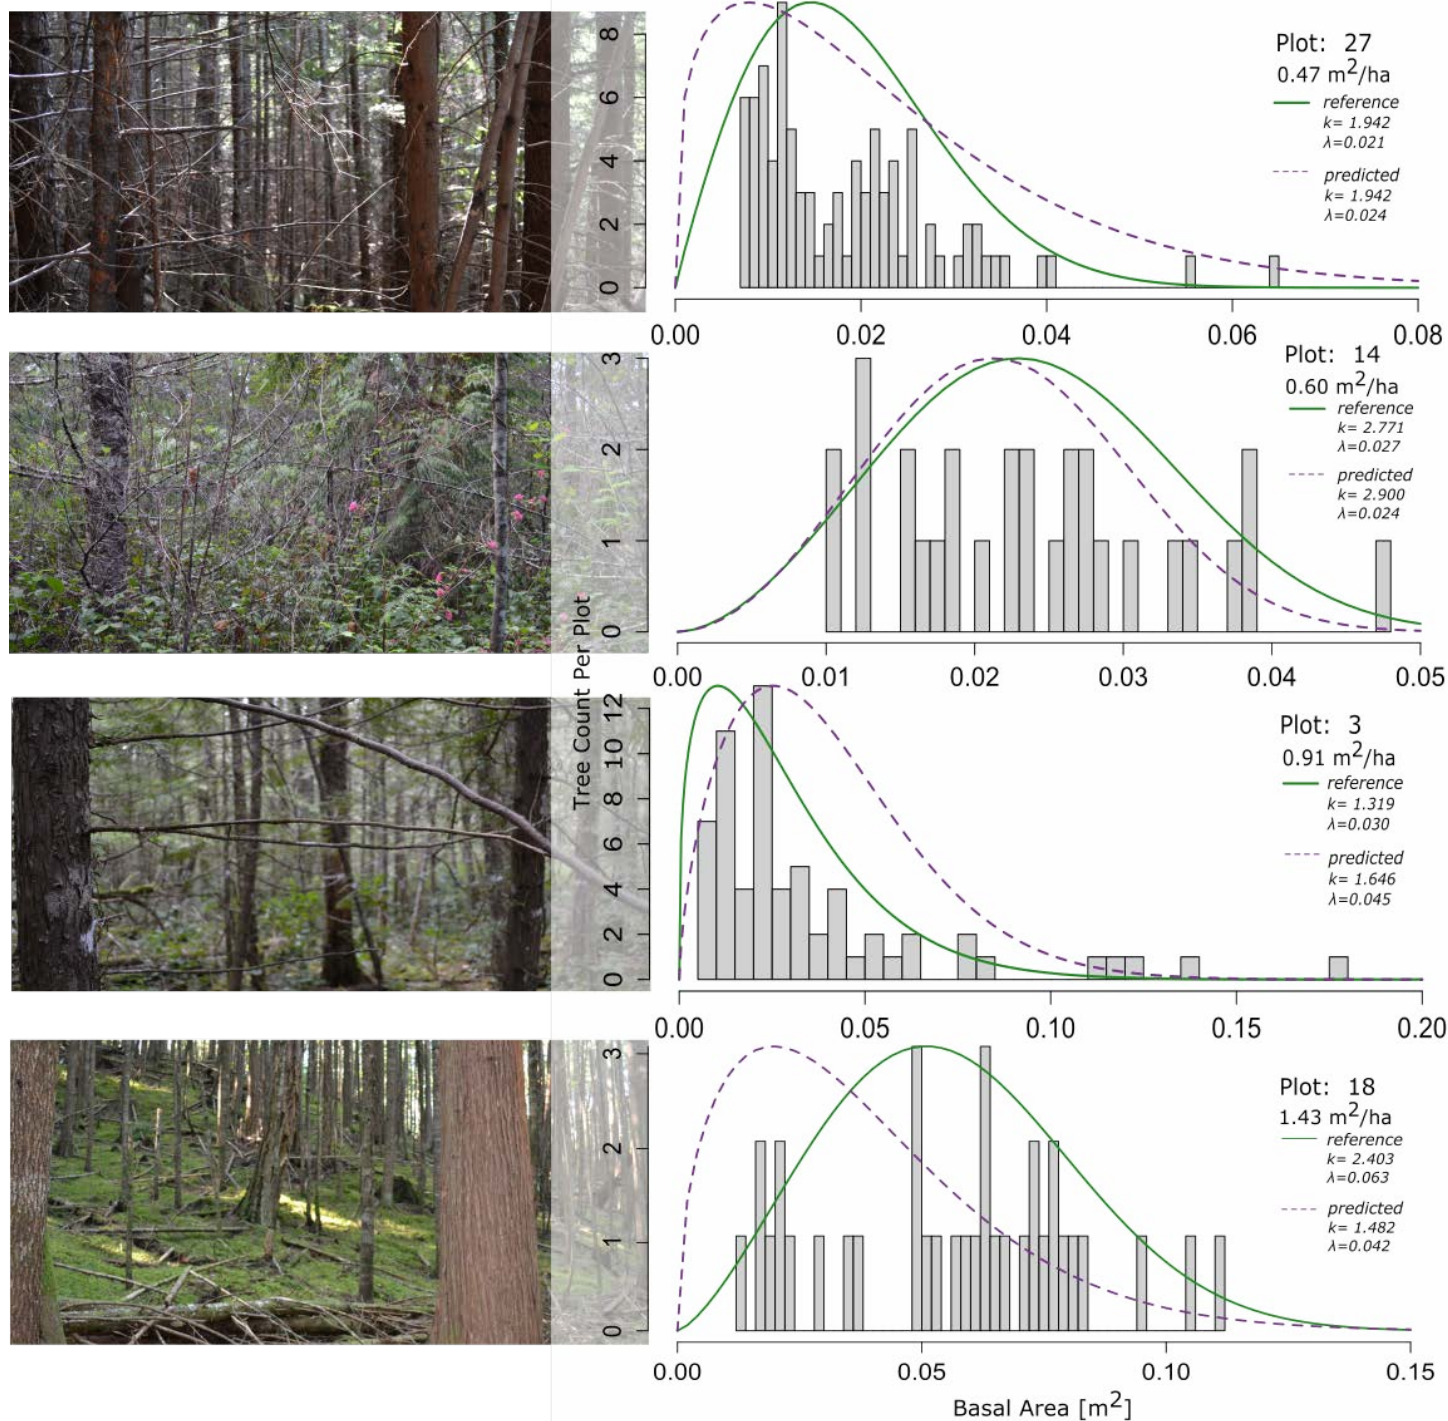 8
6
4
2
0
Plot: 27
0.47 m²/ha
reference
k= 1.942
λ=0.021
predicted
k= 1.942
λ=0.024
0.00 0.02 0.04 0.06 0.08
3
2
1
0
Plot: 14
0.60 m²/ha
reference
k= 2.771
λ=0.027
predicted
k= 2.900
λ=0.024
0.00 0.01 0.02 0.03 0.04 0.05
Tree Count Per Plot
12
10
8
6
4
2
0
Plot: 3
0.91 m²/ha
reference
k= 1.319
λ=0.030
predicted
k= 1.646
λ=0.045
0.00 0.05 0.10 0.15 0.20
3
2
1
0
Plot: 18
1.43 m²/ha
reference
k= 2.403
λ=0.063
predicted
k= 1.482
λ=0.042
0.00 0.05 0.10 0.15
Basal Area [m²]